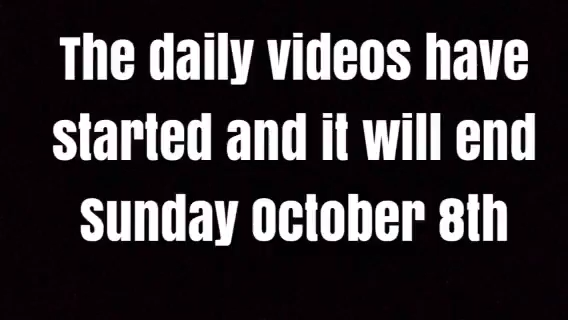 The daily videos have
started and it will end
Sunday October 8th